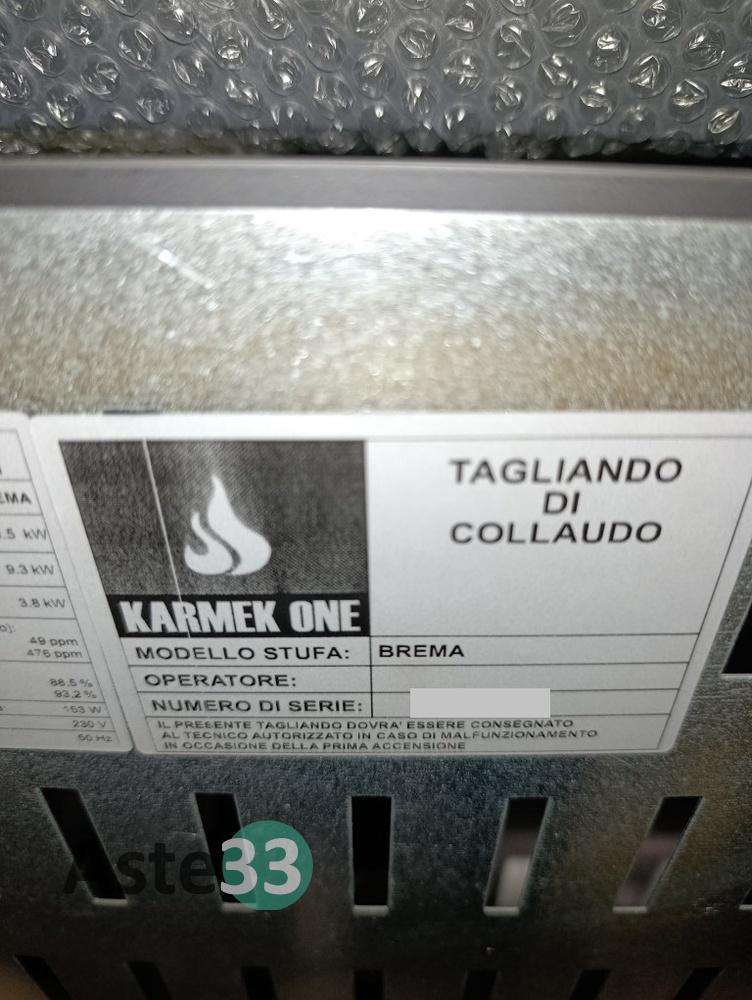 EMA
.5 kW
9.3 kW
3.8 kW
o):
49 ppm
476 ppm
88.5 %
93.2 %
153 W
230 V
50 Hz
KARMEK ONE
TAGLIANDO
DI
COLLAUDO
MODELLO STUFA: BREMA
OPERATORE:
NUMERO DI SERIE:
IL PRESENTE TAGLIANDO DOVRA' ESSERE CONSEGNATO
AL TECNICO AUTORIZZATO IN CASO DI MALFUNZIONAMENTO
IN OCCASIONE DELLA PRIMA ACCENSIONE
Aste33